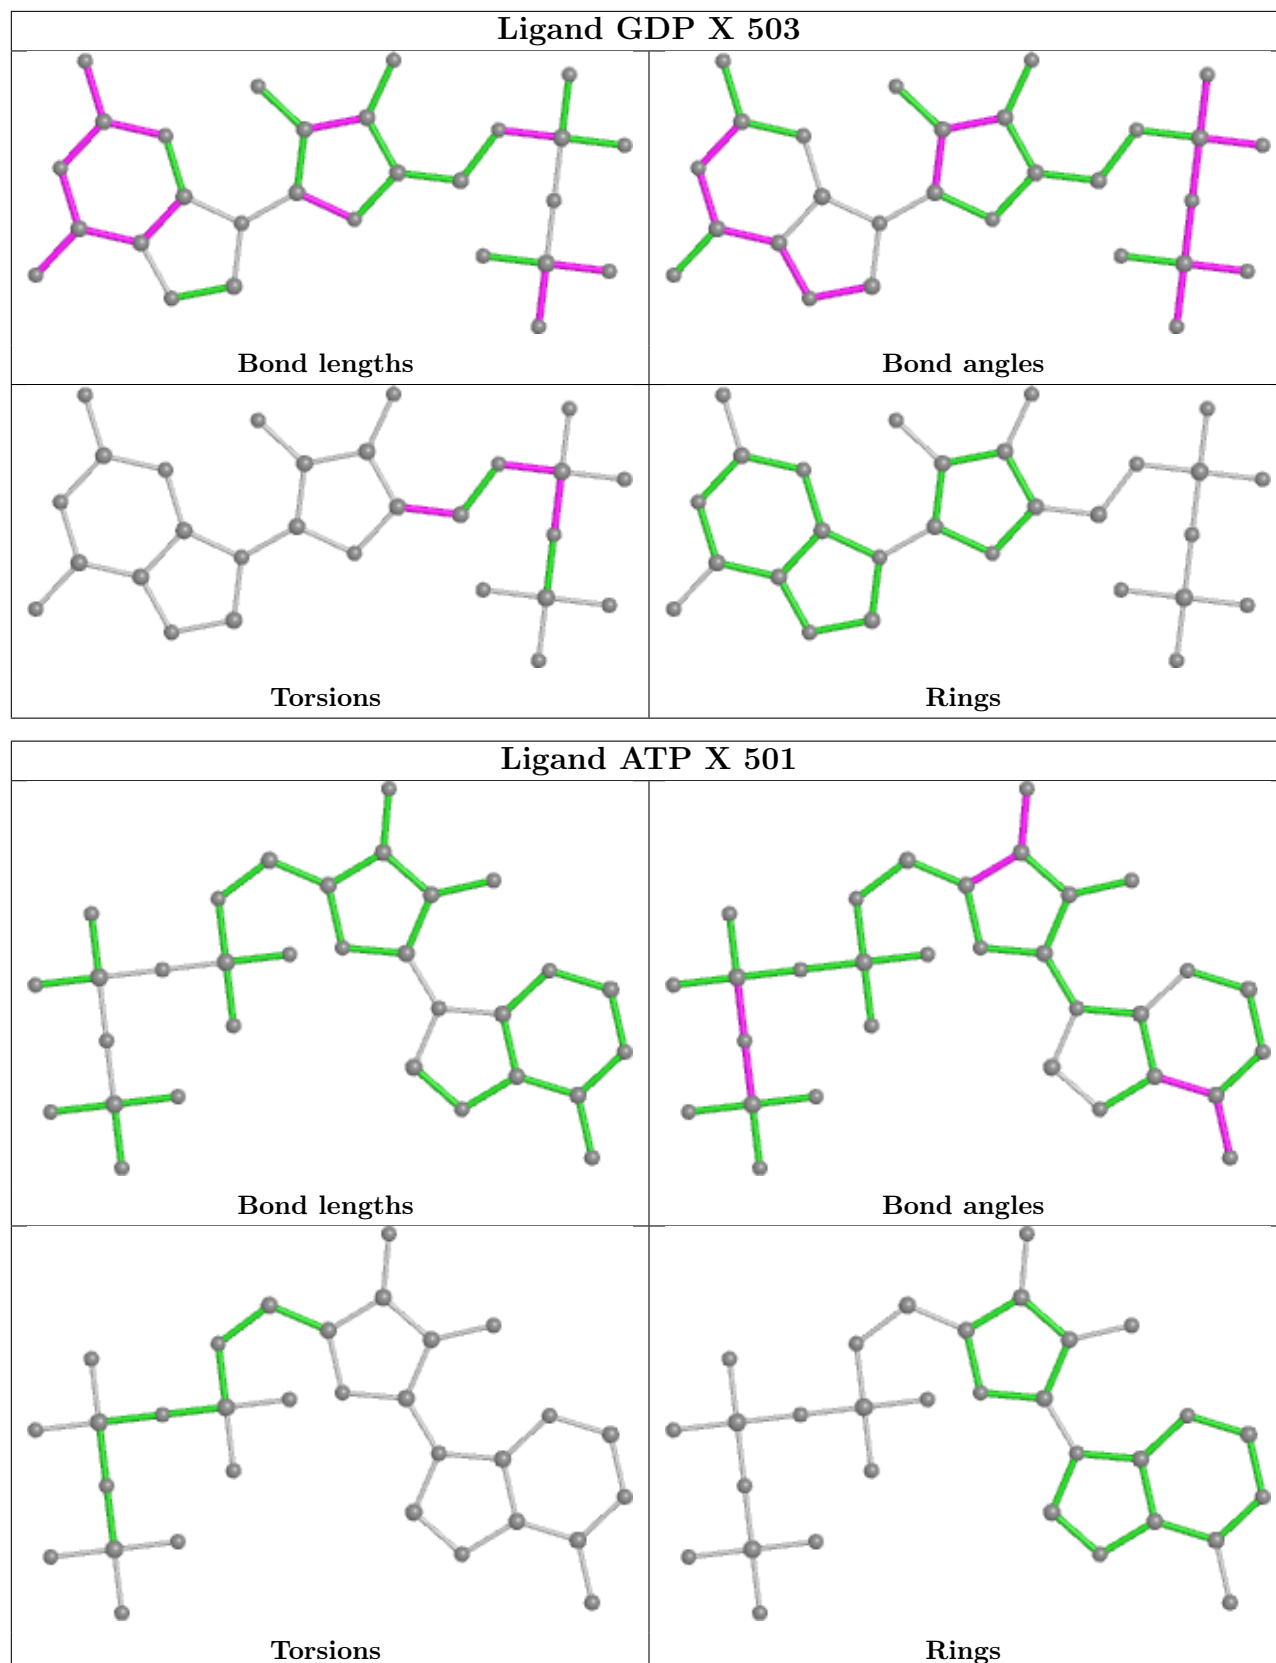 Ligand GDP X 503
Bond lengths
Bond angles
Torsions
Rings
Ligand ATP X 501
Bond lengths
Bond angles
Torsions
Rings